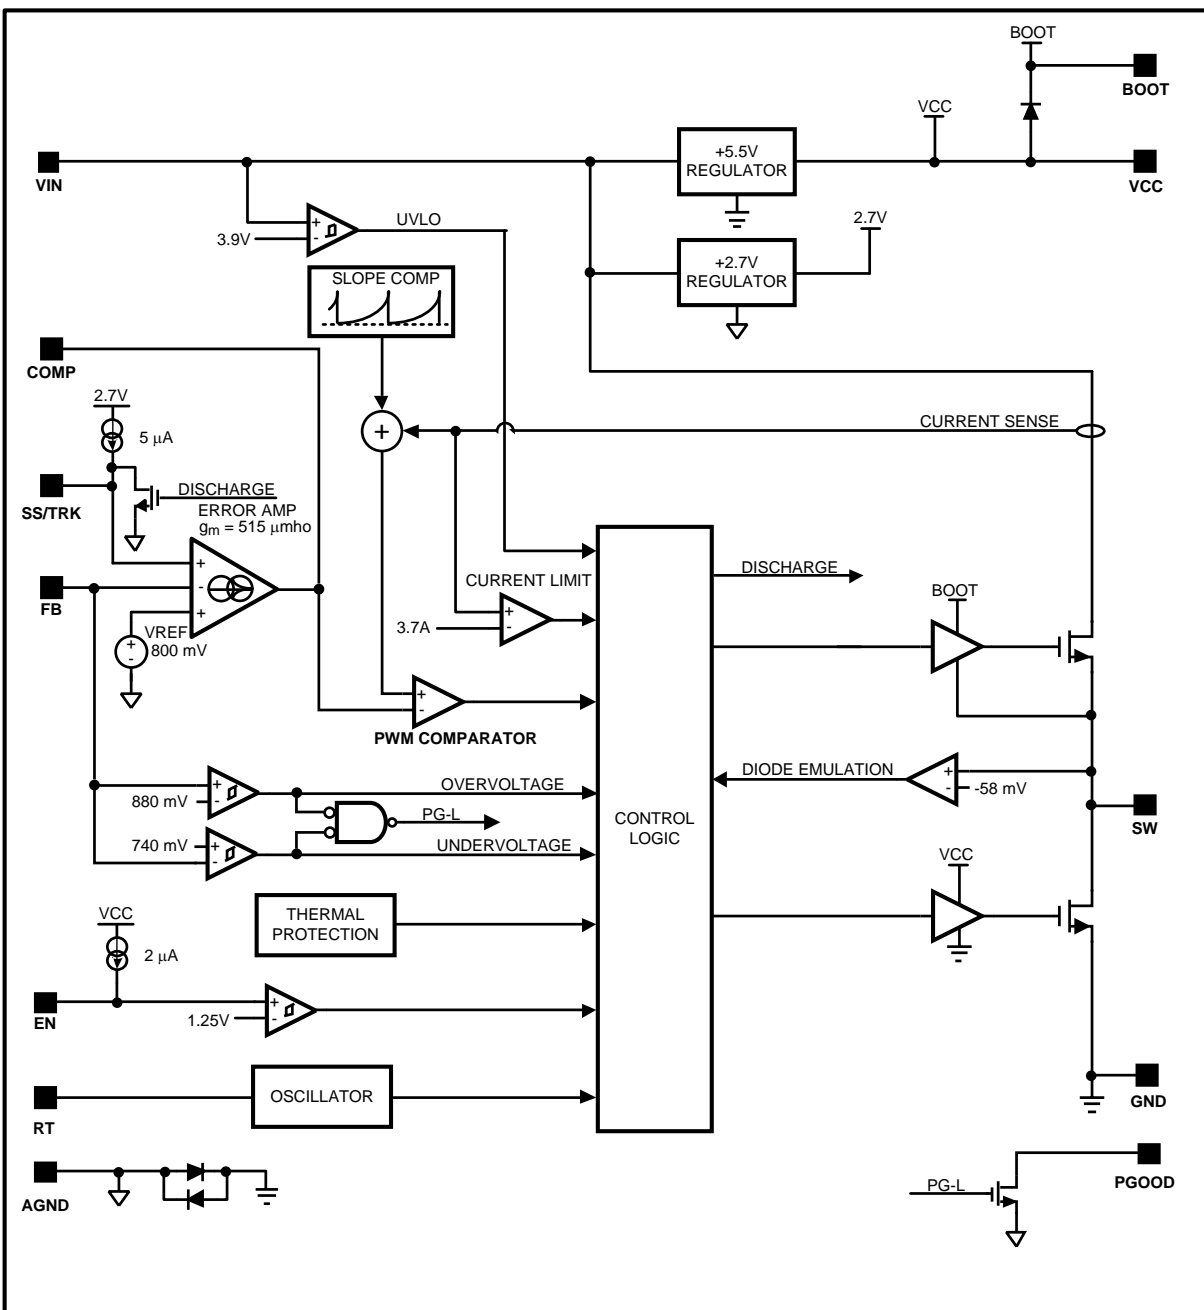 BOOT
BOOT
VCC
+5.5V
REGULATOR
VIN
VCC
UVLO
3.9V
2.7V
+2.7V
REGULATOR
SLOPE COMP
COMP
2.7V
5 μA
+
CURRENT SENSE
SS/TRK
DISCHARGE
ERROR AMP
gm = 515 μmho
FB
VREF
800 mV
CURRENT LIMIT
3.7A
DISCHARGE
BOOT
PWM COMPARATOR
OVERVOLTAGE
880 mV
PG-L
740 mV
UNDERVOLTAGE
CONTROL
LOGIC
DIODE EMULATION
-58 mV
SW
VCC
THERMAL
PROTECTION
VCC
2 μA
EN
1.25V
RT
OSCILLATOR
GND
AGND
PG-L
PGOOD